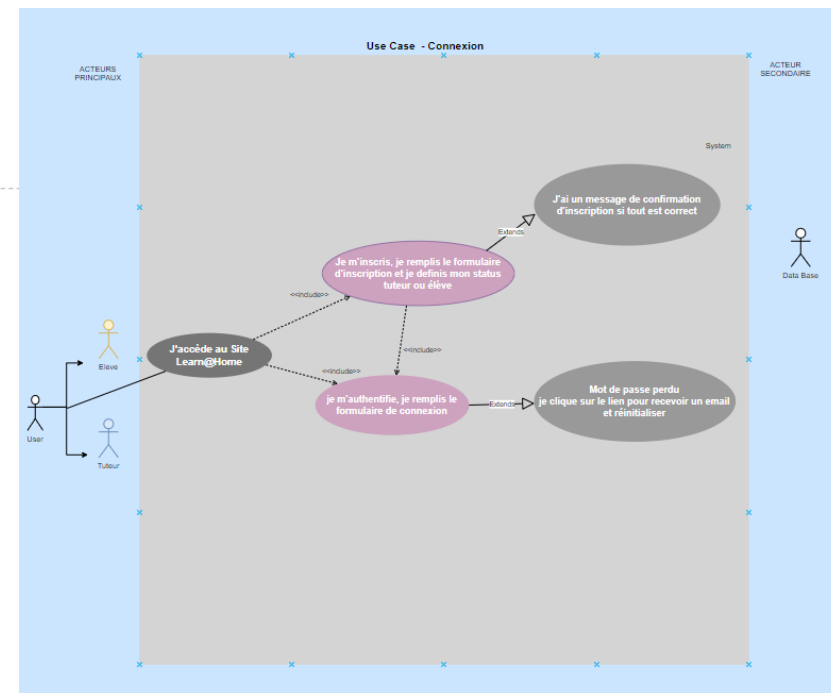 Use Case - Connexion
ACTEURS
PRINCIPAUX
ACTEUR
SECONDAIRE
System
J'ai un message de confirmation
d'inscription si tout est correct
Extends
Je m'inscris, je remplis le formulaire
d'inscription et je definis mon status
tuteur ou élève
Data Base
<<include>>
J'accède au Site
Learn@Home
<<include>>
<<include>>
Eleve
Mot de passe perdu
je clique sur le lien pour recevoir un email
et réinitialiser
je m'authentifie, je remplis le
formulaire de connexion
Extends
User
Tuteur